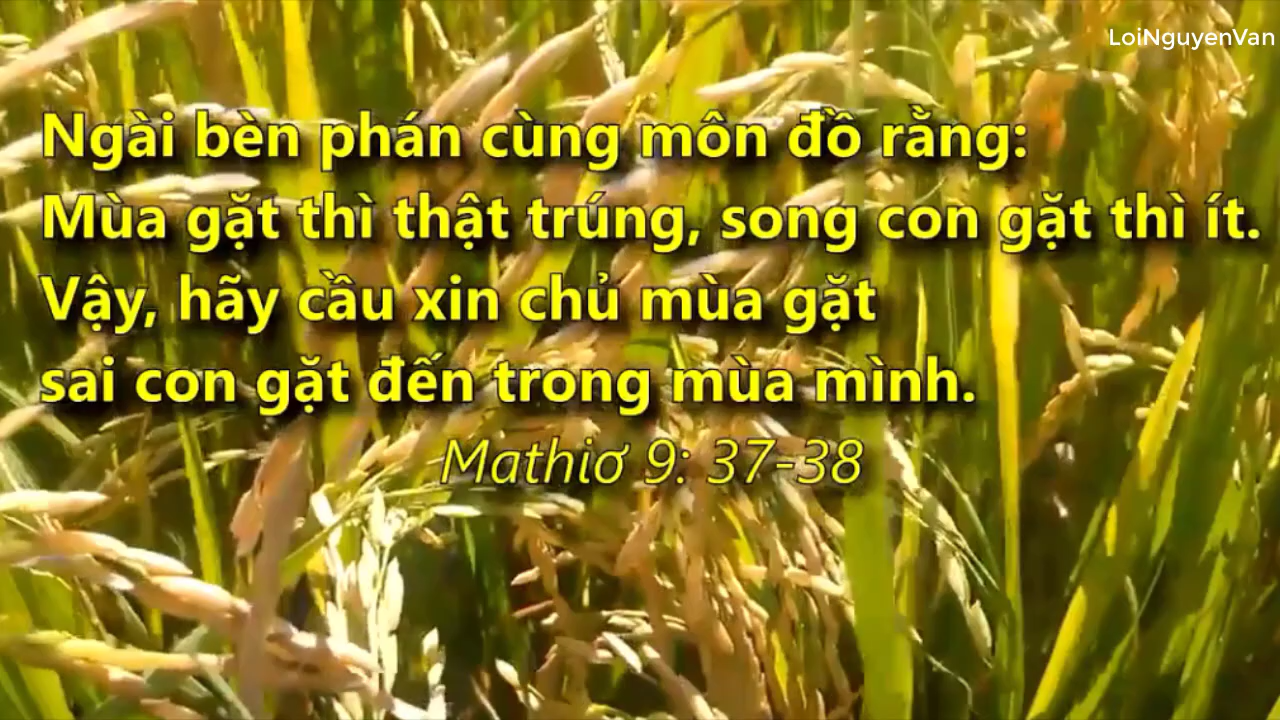 LoiNguyenVan
Ngài bèn phán cùng môn đồ rằng:
Mùa gặt thì thật trúng, song con gặt thì ít.
Vậy, hãy cầu xin chủ mùa gặt
sai con gặt đến trong mùa mình.
Mathiơ 9: 37-38